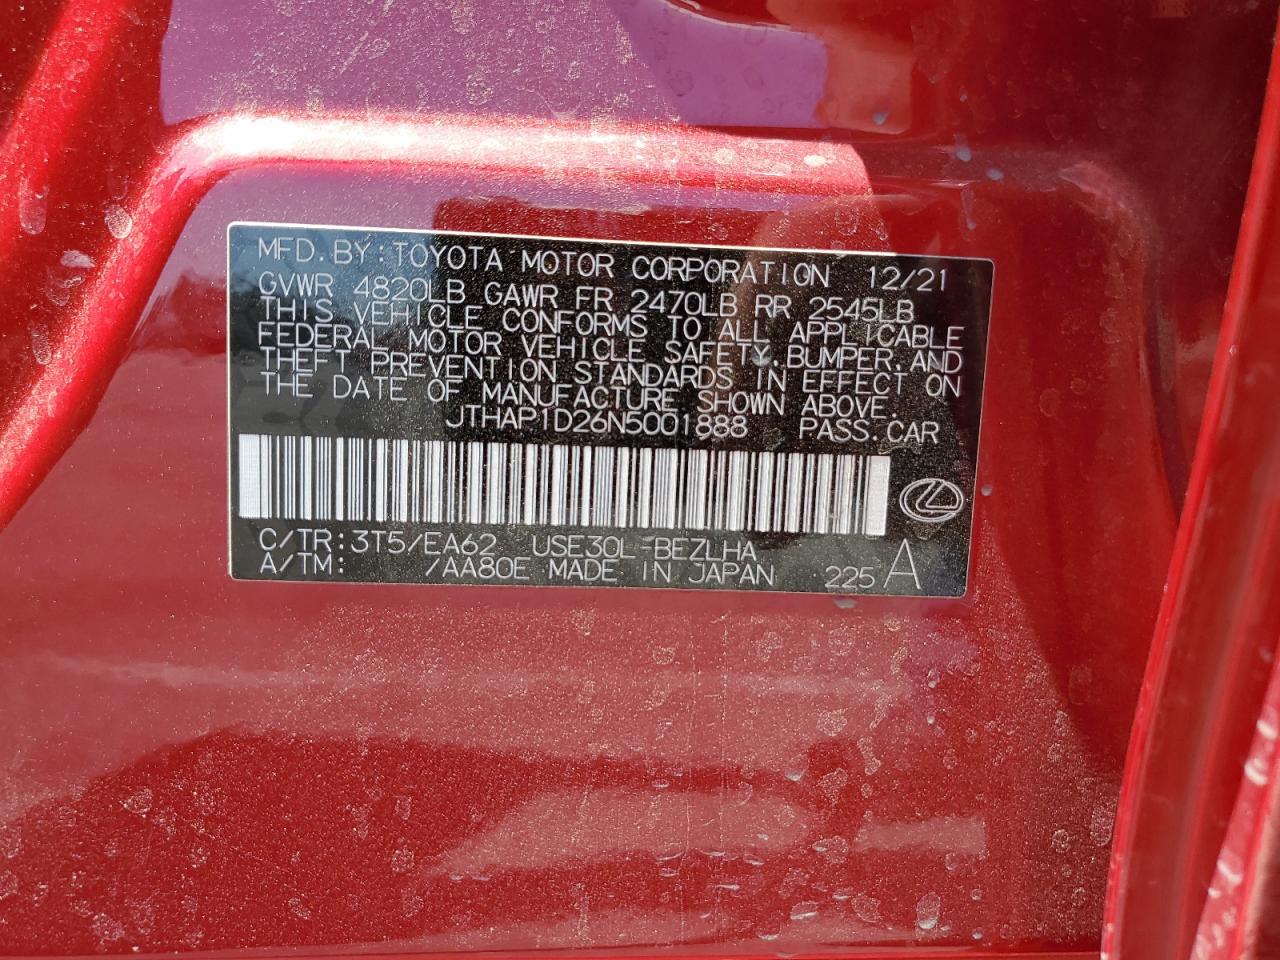 MFD. BY: TOYOTA MOTOR CORPORATION 12/21
GVWR 4820LB GAWR FR 2470LB RR 2545LB
THIS VEHICLE CONFORMS TO ALL APPLICABLE
FEDERAL MOTOR VEHICLE SAFETY, BUMPER, AND
THEFT PREVENTION STANDARDS IN EFFECT ON
THE DATE OF MANUFACTURE SHOWN ABOVE.
JTHAP1D26N5001888 PASS. CAR
C/TR: 3T5/EA62 USE30L-BEZLHA
A/TM: /AA80E MADE IN JAPAN 225 A